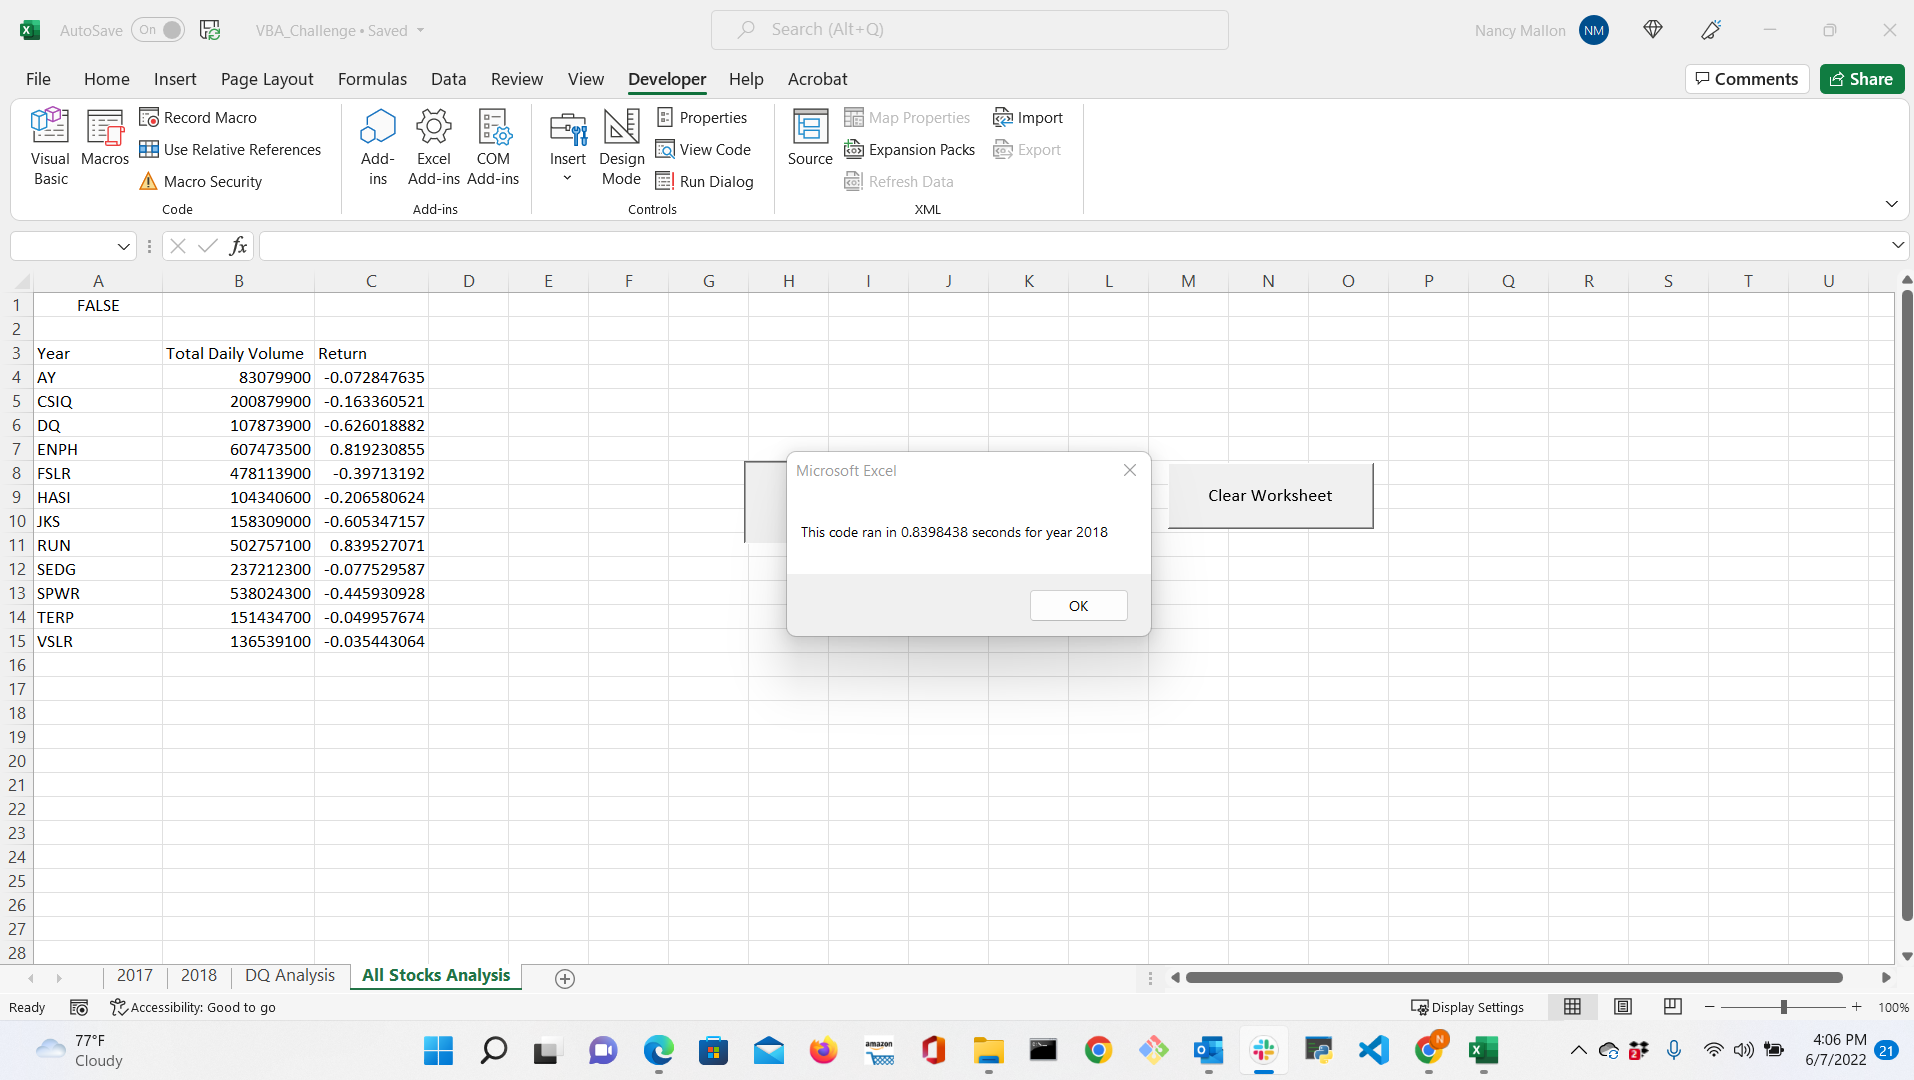 AutoSave On VBA_Challenge • Saved Search (Alt+Q) Nancy Mallon NM
File Home Insert Page Layout Formulas Data Review View Developer Help Acrobat Comments Share
Visual Basic
Macros
Record Macro
Use Relative References
Macro Security
Code
Add-ins
Excel Add-ins
COM Add-ins
Add-ins
Insert
Design Mode
Properties
View Code
Run Dialog
Controls
Source
Map Properties
Expansion Packs
Refresh Data
Import
Export
XML
fx
A B C D E F G H I J K L M N O P Q R S T U
1 FALSE
2
3 Year Total Daily Volume Return
4 AY 83079900 -0.072847635
5 CSIQ 200879900 -0.163360521
6 DQ 107873900 -0.626018882
7 ENPH 607473500 0.819230855
8 FSLR 478113900 -0.39713192
9 HASI 104340600 -0.206580624
10 JKS 158309000 -0.605347157
11 RUN 502757100 0.839527071
12 SEDG 237212300 -0.077529587
13 SPWR 538024300 -0.445930928
14 TERP 151434700 -0.049957674
15 VSLR 136539100 -0.035443064
16
17
18
19
20
21
22
23
24
25
26
27
28
Microsoft Excel
This code ran in 0.8398438 seconds for year 2018
OK
Clear Worksheet
2017 2018 DQ Analysis All Stocks Analysis
Ready Accessibility: Good to go Display Settings 100%
77°F
Cloudy
amazon
N
2
4:06 PM
6/7/2022
21